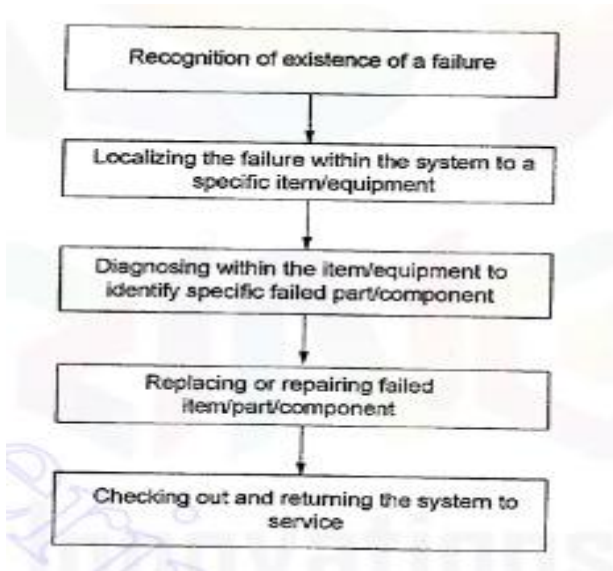 Recognition of existence of a failure
Localizing the failure within the system to a
specific item/equipment
Diagnosing within the item/equipment to
identify specific failed part/component
Replacing or repairing failed
item/part/component
Checking out and returning the system to
service